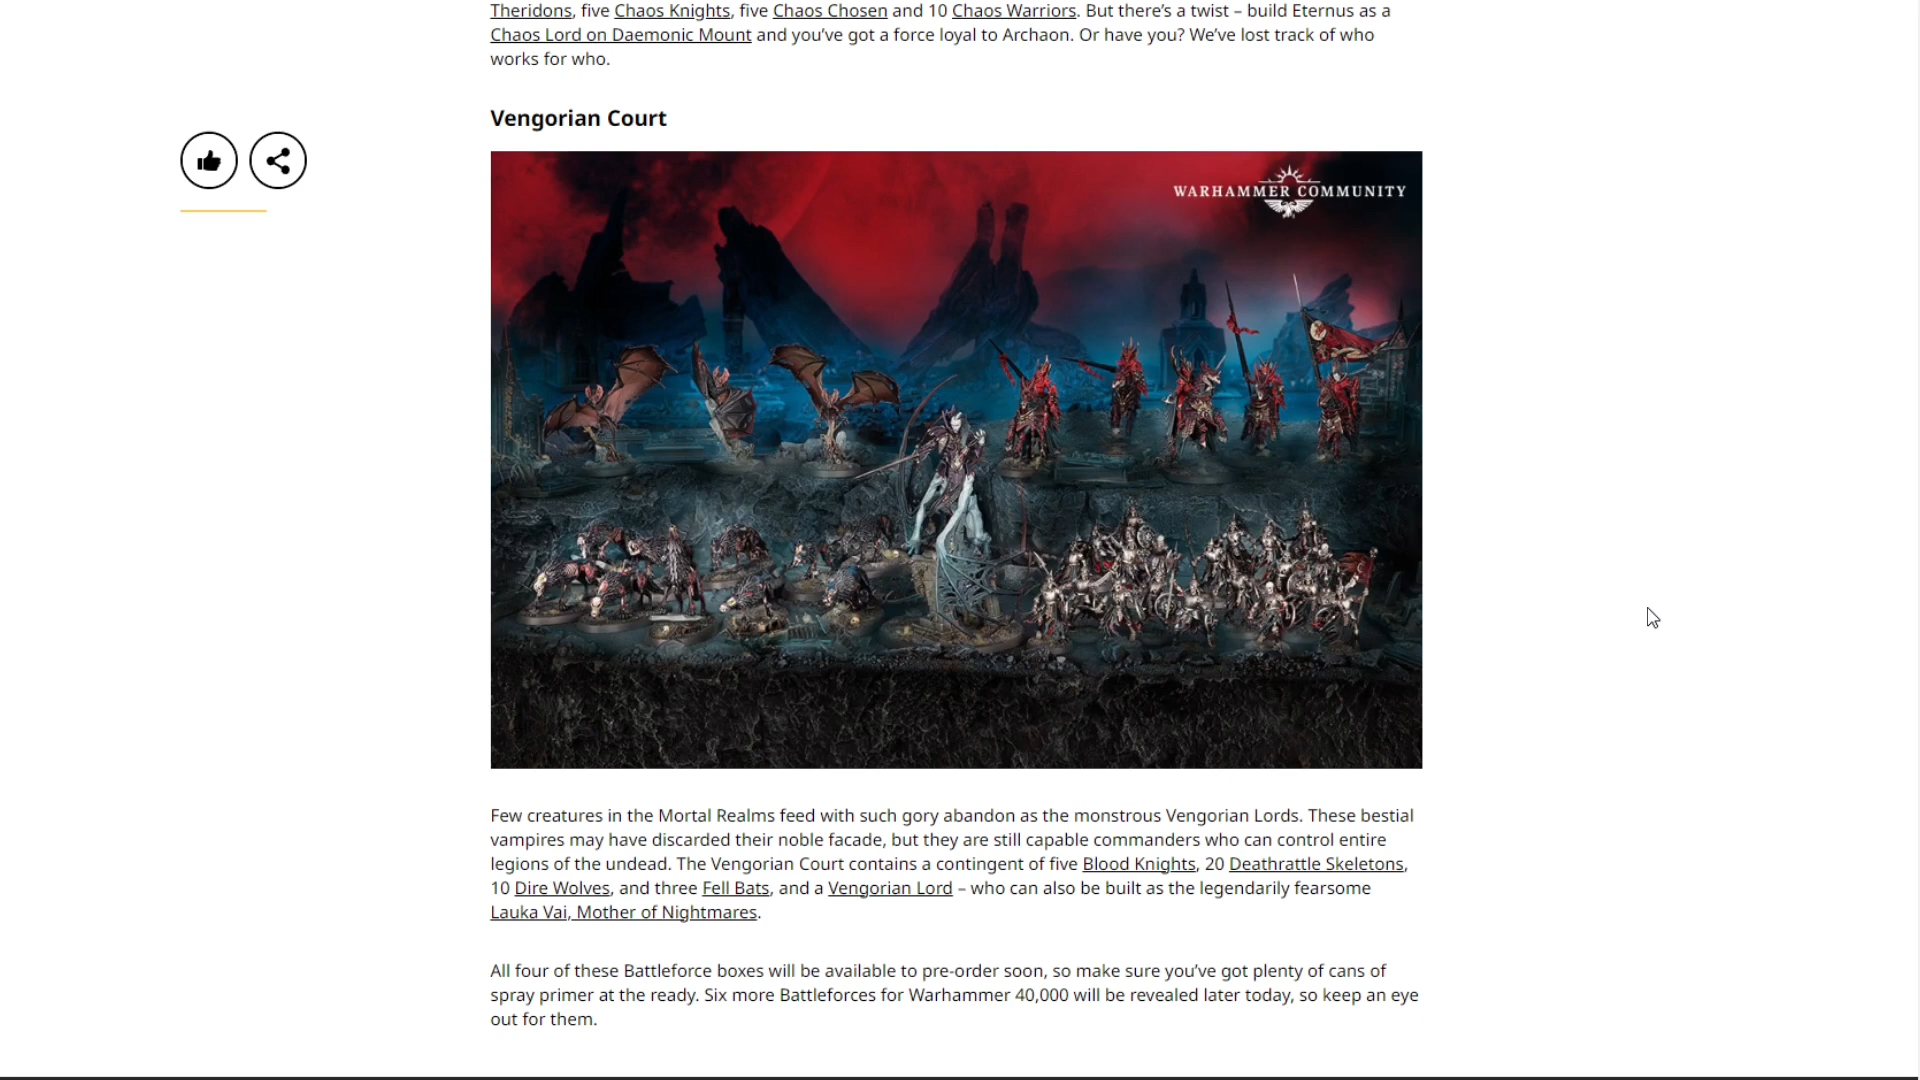 Theridons, five Chaos Knights, five Chaos Chosen and 10 Chaos Warriors. But there’s a twist – build Eternus as a
Chaos Lord on Daemonic Mount and you’ve got a force loyal to Archaon. Or have you? We’ve lost track of who
works for who.
Vengorian Court
WARHAMMER COMMUNITY
Few creatures in the Mortal Realms feed with such gory abandon as the monstrous Vengorian Lords. These bestial
vampires may have discarded their noble facade, but they are still capable commanders who can control entire
legions of the undead. The Vengorian Court contains a contingent of five Blood Knights, 20 Deathrattle Skeletons,
10 Dire Wolves, and three Fell Bats, and a Vengorian Lord – who can also be built as the legendarily fearsome
Lauka Vai, Mother of Nightmares.
All four of these Battleforce boxes will be available to pre-order soon, so make sure you’ve got plenty of cans of
spray primer at the ready. Six more Battleforces for Warhammer 40,000 will be revealed later today, so keep an eye
out for them.